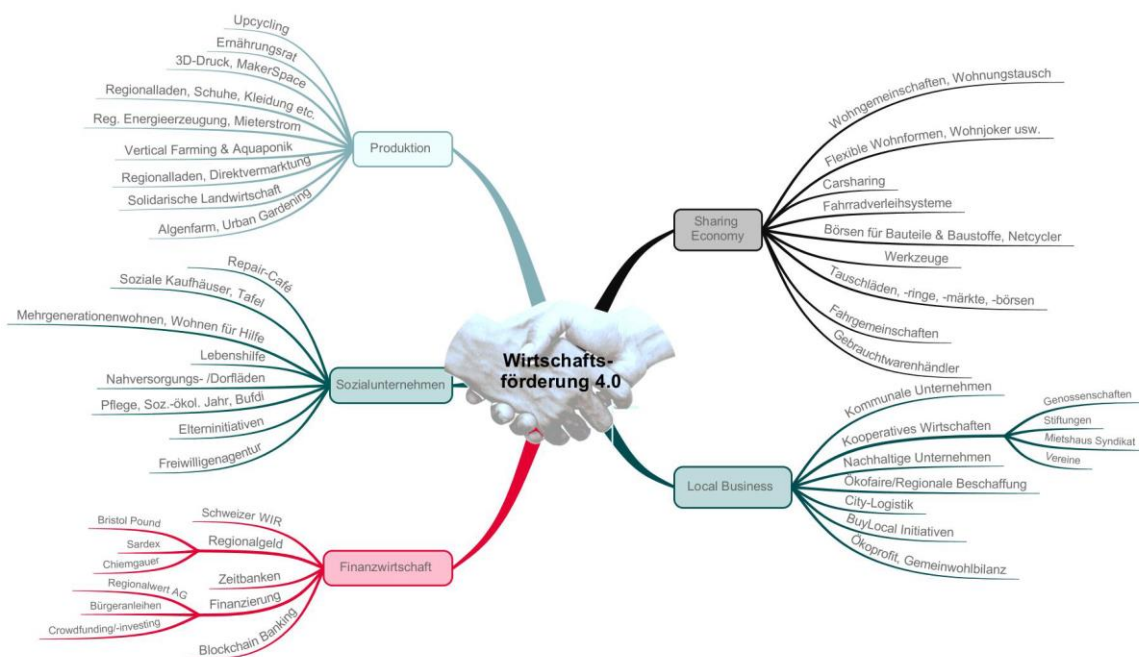 Upcycling
Ernährungsrat
3D-Druck, MakerSpace
Regionalladen, Schuhe, Kleidung etc.
Reg. Energieerzeugung, Mieterstrom
Vertical Farming & Aquaponik
Regionalladen, Direktvermarktung
Solidarische Landwirtschaft
Algenfarm, Urban Gardening
Produktion
Repair-Café
Soziale Kaufhäuser, Tafel
Mehrgenerationenwohnen, Wohnen für Hilfe
Lebenshilfe
Nahversorgungs- /Dorfläden
Pflege, Soz.-ökol. Jahr, Bufdi
Elterninitiativen
Freiwilligenagentur
Sozialunternehmen
Schweizer WIR
Regionalgeld
Bristol Pound
Sardex
Chiemgauer
Zeitbanken
Finanzierung
Regionalwert AG
Bürgeranleihen
Crowdfunding/-investing
Blockchain Banking
Finanzwirtschaft
Wirtschafts-
förderung 4.0
Sharing
Economy
Wohngemeinschaften, Wohnungstausch
Flexible Wohnformen, Wohnjoker usw.
Carsharing
Fahrradverleihsysteme
Börsen für Bauteile & Baustoffe, Netcycler
Werkzeuge
Tauschläden, -ringe, -märkte, -börsen
Fahrgemeinschaften
Gebrauchtwarenhändler
Local Business
Kommunale Unternehmen
Kooperatives Wirtschaften
Genossenschaften
Stiftungen
Mietshaus Syndikat
Vereine
Nachhaltige Unternehmen
Ökofaire/Regionale Beschaffung
City-Logistik
BuyLocal Initiativen
Ökoprofit, Gemeinwohlbilanz